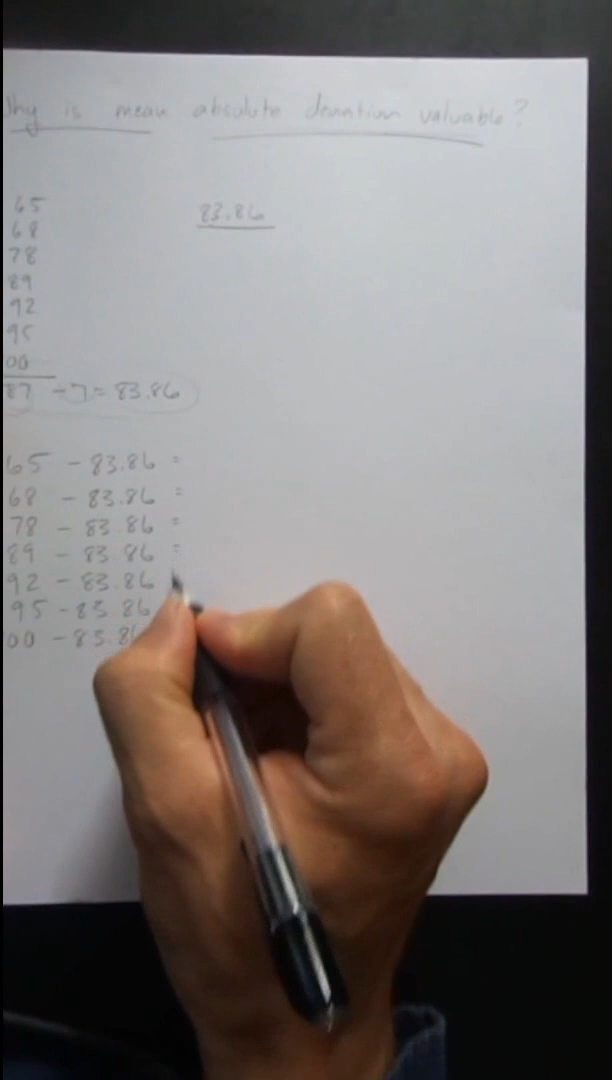 Why is mean absolute deviation valuable?
65
68
78
89
92
95
00
87 ÷ 7 = 83.86
83.86
65 - 83.86 =
68 - 83.86 =
78 - 83.86 =
89 - 83.86 =
92 - 83.86
95 - 83.86
00 - 83.86